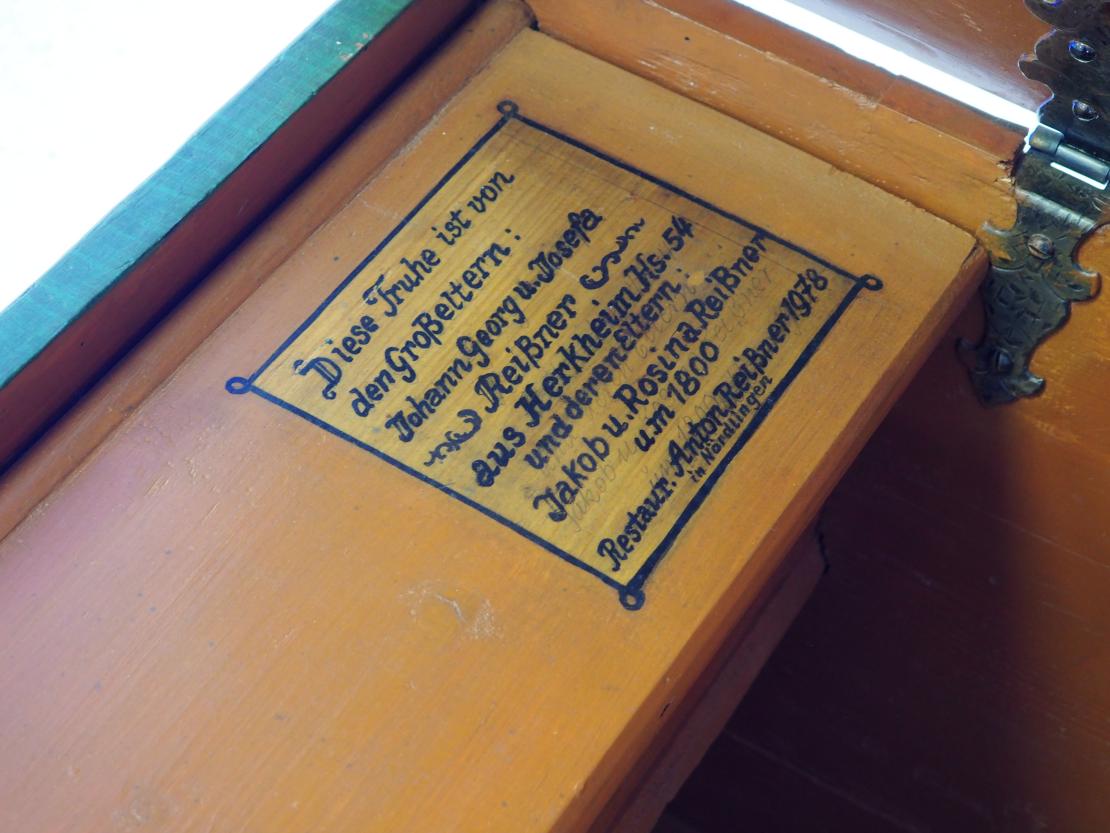 Diese Truhe ist von
den Großeltern:
Johann Georg u. Josefa
Reißner
aus Herkheim Hs. 54
und deren Eltern:
Jakob u. Rosina Reißner
um 1800
Restaur. Anton Reißner 1978
in Nördlingen